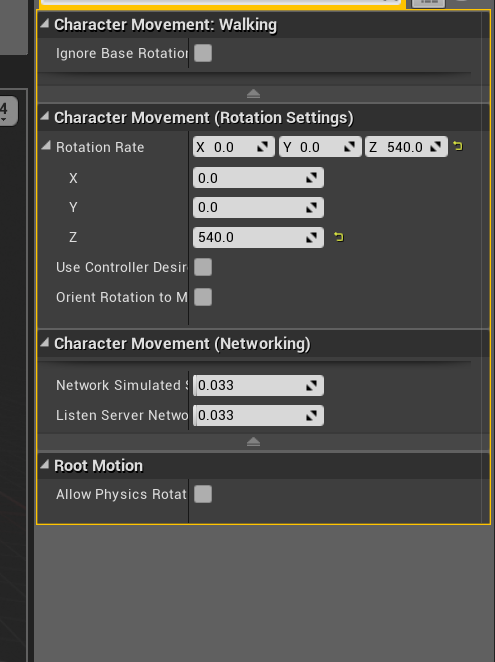 Character Movement: Walking
Ignore Base Rotation
4
Character Movement (Rotation Settings)
Rotation Rate X 0.0 Y 0.0 Z 540.0
X 0.0
Y 0.0
Z 540.0
Use Controller Desir
Orient Rotation to M
Character Movement (Networking)
Network Simulated S 0.033
Listen Server Netwo 0.033
Root Motion
Allow Physics Rotat